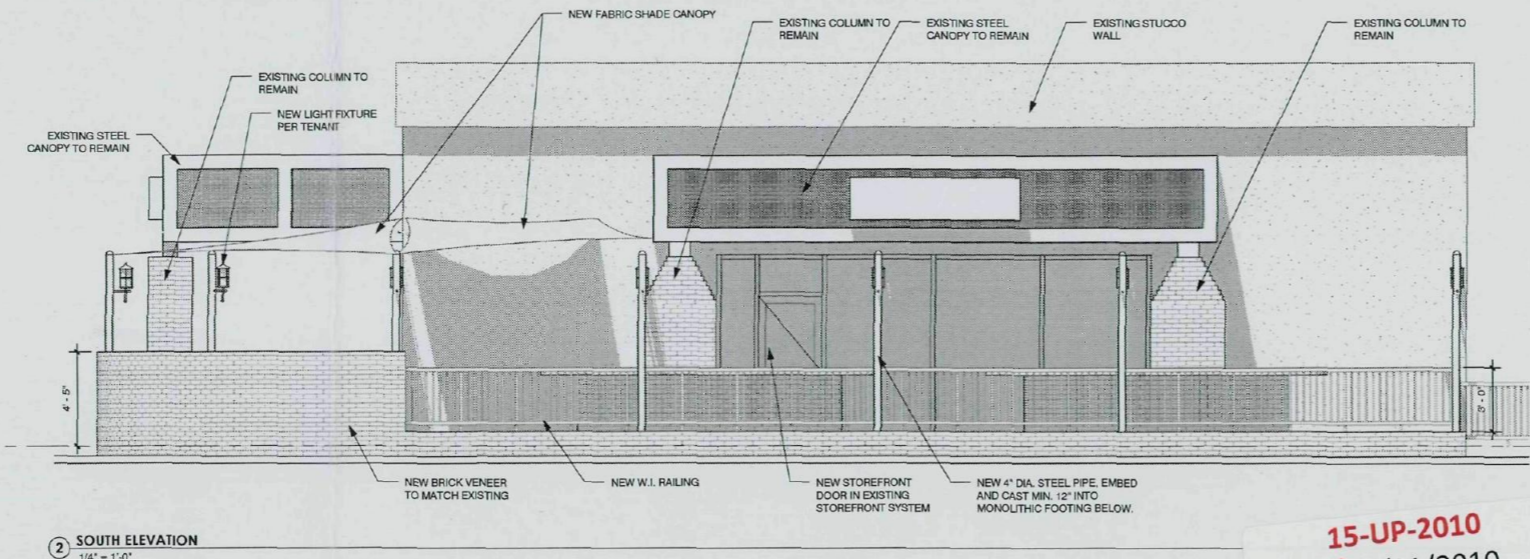 NEW FABRIC SHADE CANOPY
EXISTING COLUMN TO
REMAIN
EXISTING STEEL
CANOPY TO REMAIN
EXISTING STUCCO
WALL
EXISTING COLUMN TO
REMAIN
EXISTING COLUMN TO
REMAIN
NEW LIGHT FIXTURE
PER TENANT
EXISTING STEEL
CANOPY TO REMAIN
4' - 5"
NEW BRICK VENEER
TO MATCH EXISTING
NEW W.I. RAILING
NEW STOREFRONT
DOOR IN EXISTING
STOREFRONT SYSTEM
NEW 4" DIA. STEEL PIPE, EMBED
AND CAST MIN. 12" INTO
MONOLITHIC FOOTING BELOW.
2 SOUTH ELEVATION
1/4" = 1'-0"
15-UP-2010
/2010